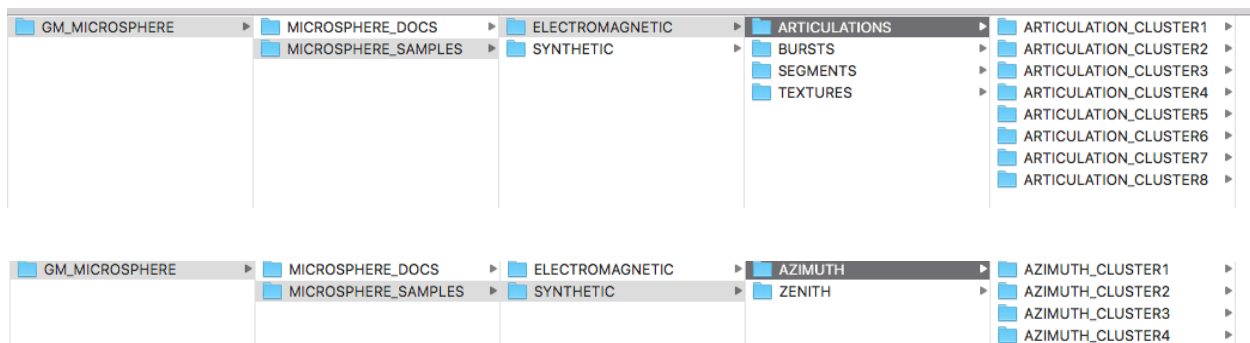 GM_MICROSPHERE MICROSPHERE_DOCS ELECTROMAGNETIC ARTICULATIONS ARTICULATION_CLUSTER1
MICROSPHERE_SAMPLES SYNTHETIC BURSTS ARTICULATION_CLUSTER2
SEGMENTS ARTICULATION_CLUSTER3
TEXTURES ARTICULATION_CLUSTER4
ARTICULATION_CLUSTER5
ARTICULATION_CLUSTER6
ARTICULATION_CLUSTER7
ARTICULATION_CLUSTER8
GM_MICROSPHERE MICROSPHERE_DOCS ELECTROMAGNETIC AZIMUTH AZIMUTH_CLUSTER1
MICROSPHERE_SAMPLES SYNTHETIC ZENITH AZIMUTH_CLUSTER2
AZIMUTH_CLUSTER3
AZIMUTH_CLUSTER4